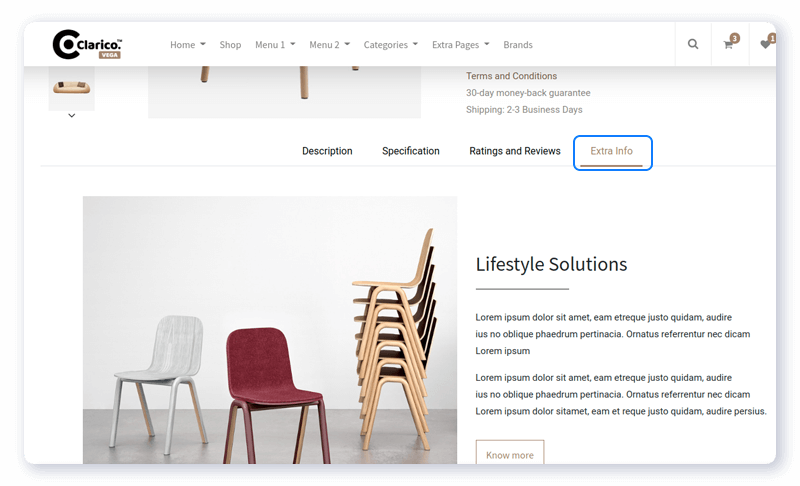 Clarico.™
VEGA
Home
Shop
Menu 1
Menu 2
Categories
Extra Pages
Brands
3
1
Terms and Conditions
30-day money-back guarantee
Shipping: 2-3 Business Days
Description
Specification
Ratings and Reviews
Extra Info
Lifestyle Solutions
Lorem ipsum dolor sit amet, eam etreque justo quidam, audire
ius no oblique phaedrum pertinacia. Ornatus referrentur nec dicam
Lorem ipsum
Lorem ipsum dolor sit amet, eam etreque justo quidam, audire
ius no oblique phaedrum pertinacia. Ornatus referrentur nec dicam
Lorem ipsum dolor sitamet, eam et reque justo quidam, audire persius.
Know more